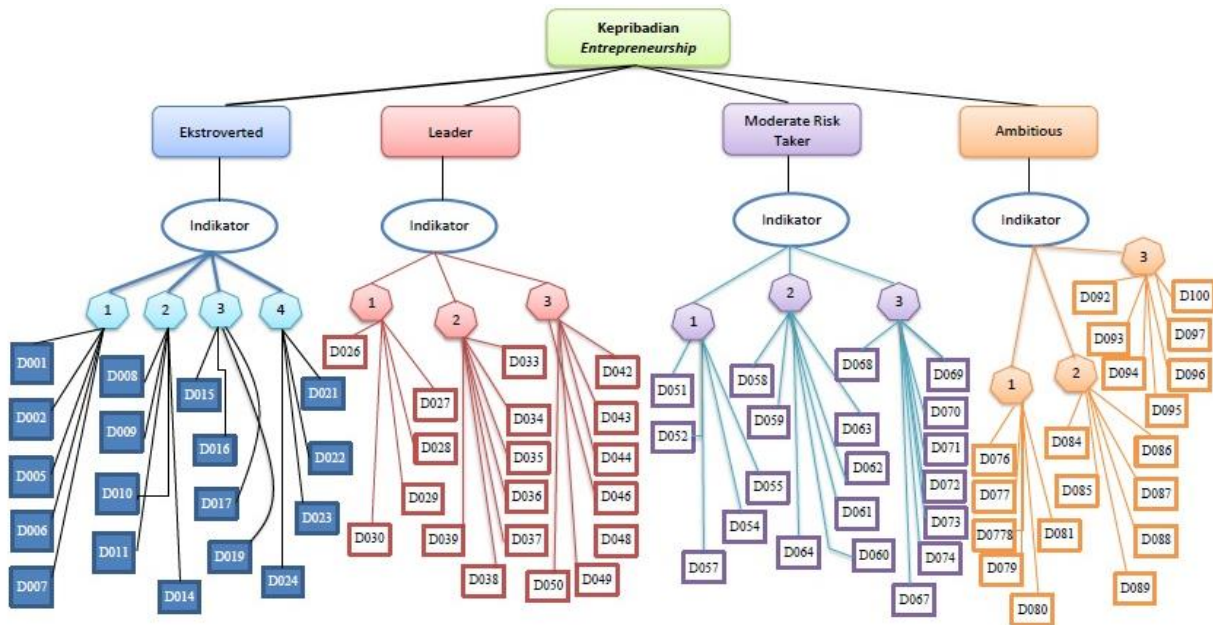 Kepribadian
Entrepreneurship
Ekstroverted
Leader
Moderate Risk
Taker
Ambitious
Indikator
Indikator
Indikator
Indikator
1
2
3
4
D001
D002
D005
D006
D007
D008
D009
D010
D011
D014
D015
D016
D017
D019
D021
D022
D023
D024
1
2
3
D026
D027
D028
D029
D030
D033
D034
D035
D036
D037
D038
D039
D042
D043
D044
D046
D048
D049
D050
1
2
3
D051
D052
D054
D055
D057
D058
D059
D060
D061
D062
D063
D064
D067
D068
D069
D070
D071
D072
D073
D074
1
2
3
D076
D077
D0778
D079
D080
D081
D084
D085
D086
D087
D088
D089
D092
D093
D094
D095
D096
D097
D100